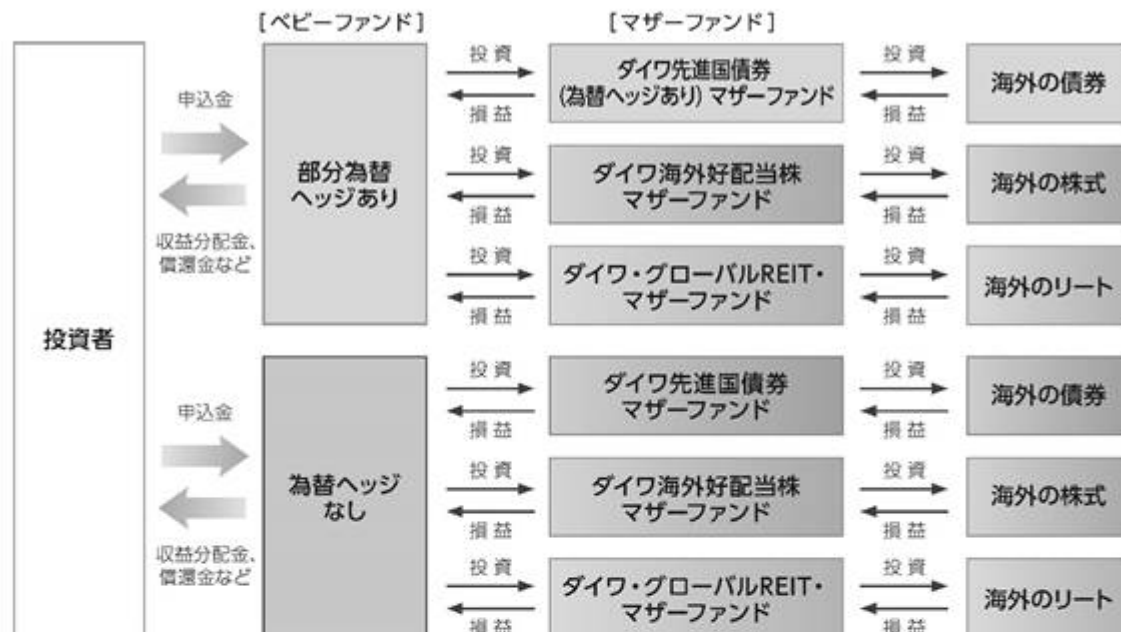 [ベビーファンド]
[マザーファンド]
投資者
申込金
収益分配金、
償還金など
部分為替
ヘッジあり
投資
損益
ダイワ先進国債券
(為替ヘッジあり)マザーファンド
投資
損益
海外の債券
投資
損益
ダイワ海外好配当株
マザーファンド
投資
損益
海外の株式
投資
損益
ダイワ・グローバルREIT・
マザーファンド
投資
損益
海外のリート
申込金
収益分配金、
償還金など
為替ヘッジ
なし
投資
損益
ダイワ先進国債券
マザーファンド
投資
損益
海外の債券
投資
損益
ダイワ海外好配当株
マザーファンド
投資
損益
海外の株式
投資
損益
ダイワ・グローバルREIT・
マザーファンド
投資
損益
海外のリート